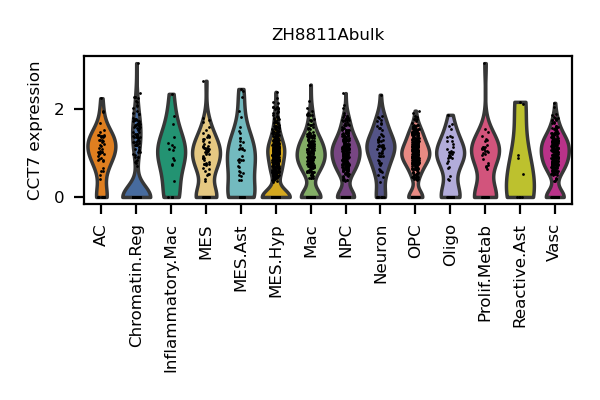 ZH8811Abulk
CCT7 expression
2
0
AC
Chromatin.Reg
Inflammatory.Mac
MES
MES.Ast
MES.Hyp
Mac
NPC
Neuron
OPC
Oligo
Prolif.Metab
Reactive.Ast
Vasc